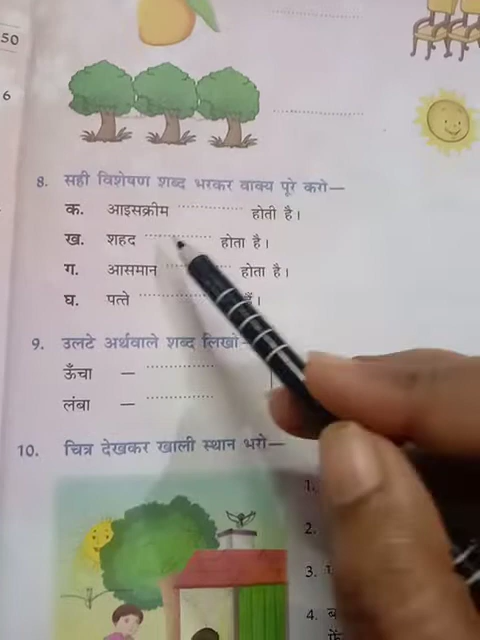 50
6
8. सही विशेषण शब्द भरकर वाक्य पूरे करो—
क. आइसक्रीम ............ होती है।
ख. शहद ............ होता है।
ग. आसमान ............ होता है।
घ. पत्ते ............
9. उलटे अर्थवाले शब्द लिखो—
ऊँचा — ............
लंबा — ............
10. चित्र देखकर खाली स्थान भरो—
1.
2.
3.
4. ब